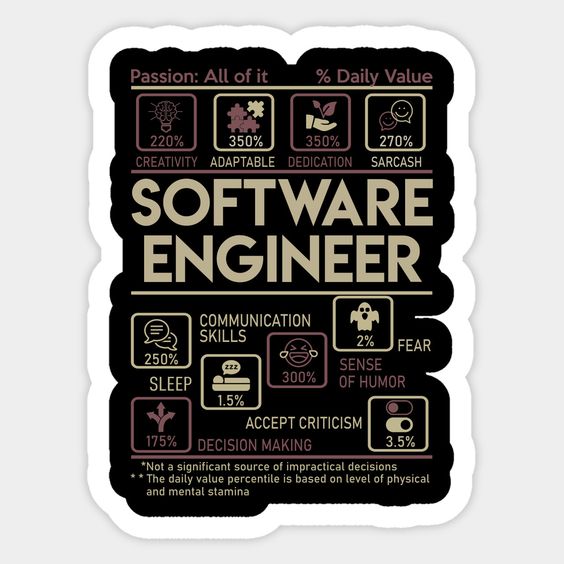 Passion: All of it % Daily Value
220% 350% 350% 270%
CREATIVITY ADAPTABLE DEDICATION SARCASH
SOFTWARE
ENGINEER
250%
COMMUNICATION
SKILLS
2%
FEAR
SLEEP
zzz
1.5%
300%
SENSE
OF HUMOR
175%
DECISION MAKING
ACCEPT CRITICISM
3.5%
*Not a significant source of impractical decisions
* * The daily value percentile is based on level of physical
and mental stamina